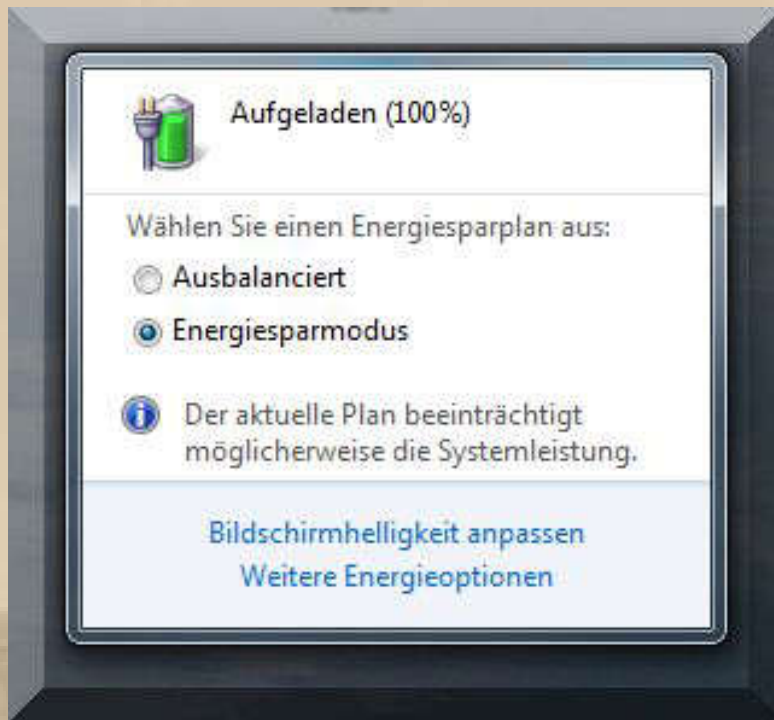 Aufgeladen (100%)
Wählen Sie einen Energiesparplan aus:
Ausbalanciert
Energiesparmodus
Der aktuelle Plan beeinträchtigt
möglicherweise die Systemleistung.
Bildschirmhelligkeit anpassen
Weitere Energieoptionen